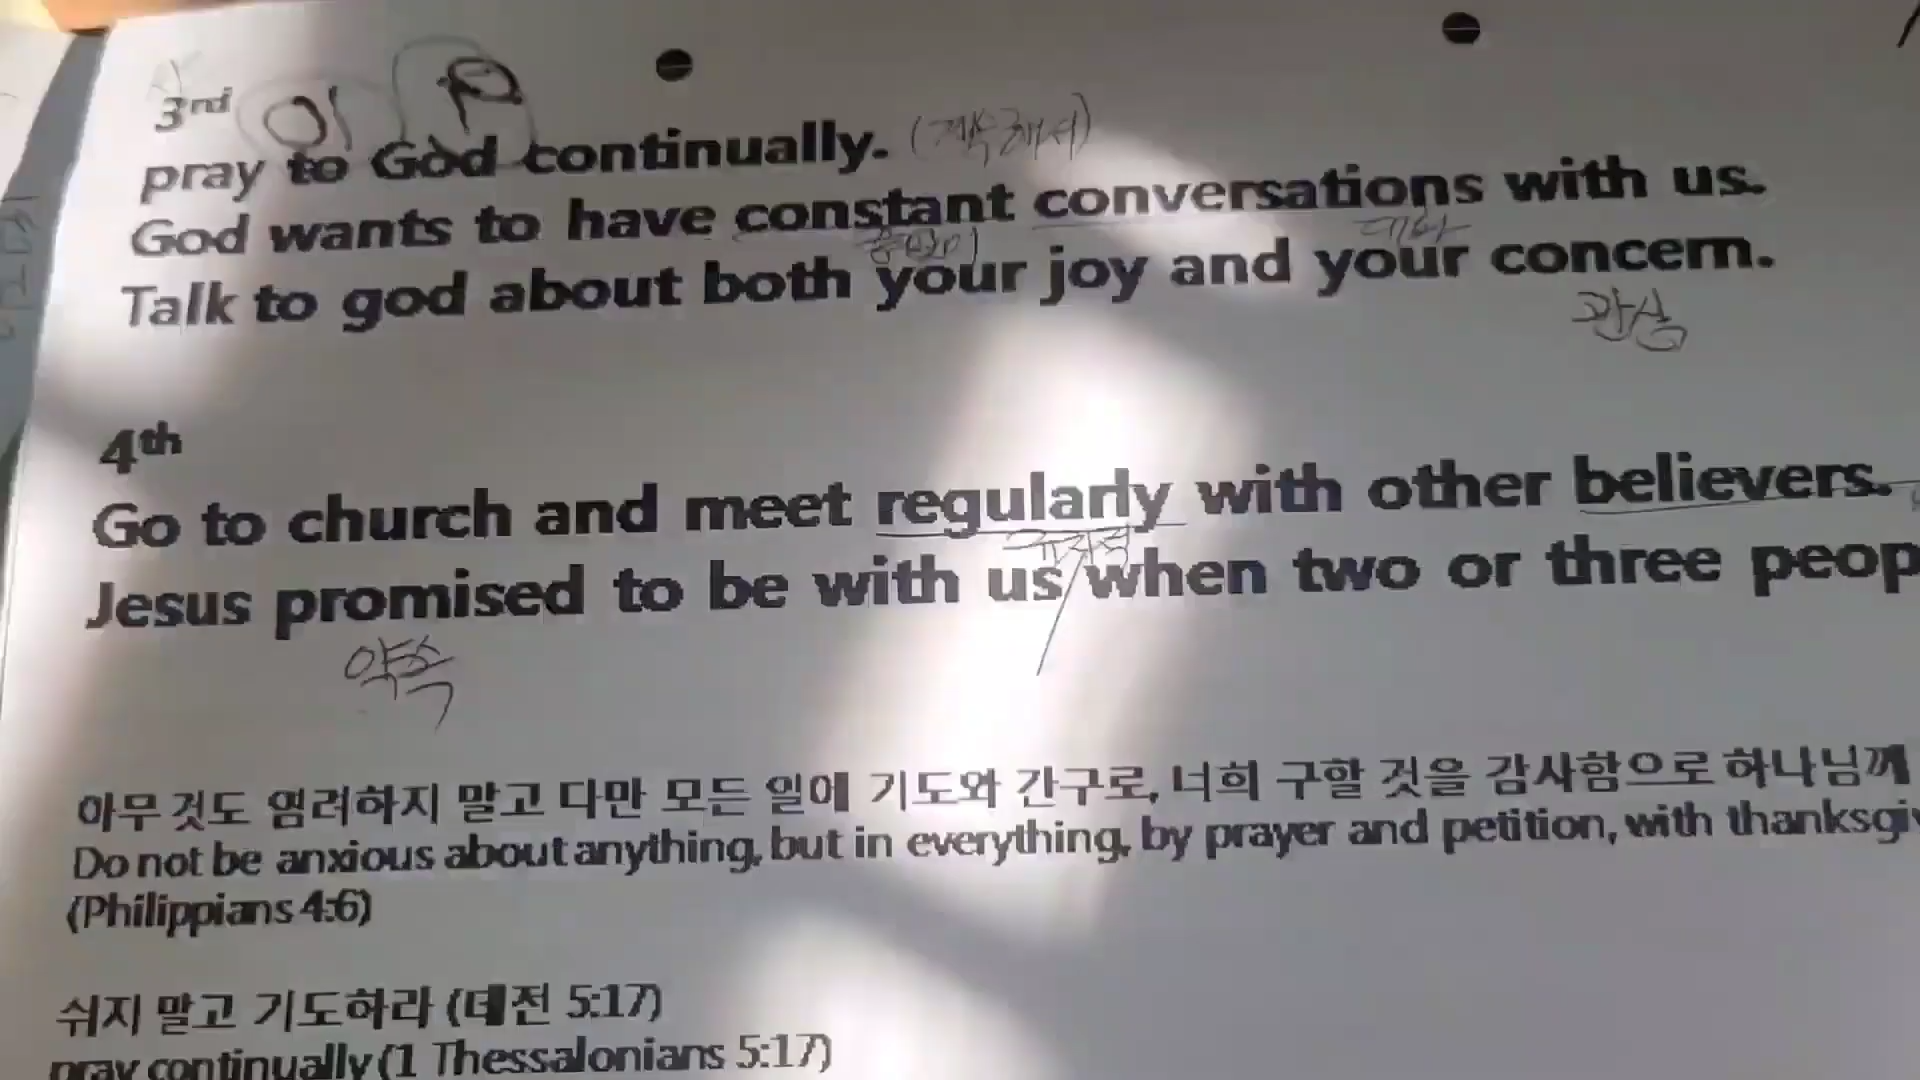 3rd
pray to God continually. (계속해서)
God wants to have constant conversations with us.
대화
Talk to god about both your joy and your concern.
관심
4th
Go to church and meet regularly with other believers.
규칙적
Jesus promised to be with us when two or three peop
약속
아무 것도 염려하지 말고 다만 모든 일에 기도와 간구로, 너희 구할 것을 감사함으로 하나님께
Do not be anxious about anything, but in everything, by prayer and petition, with thanksgiv
(Philippians 4:6)
쉬지 말고 기도하라 (데전 5:17)
pray continually (1 Thessalonians 5:17)